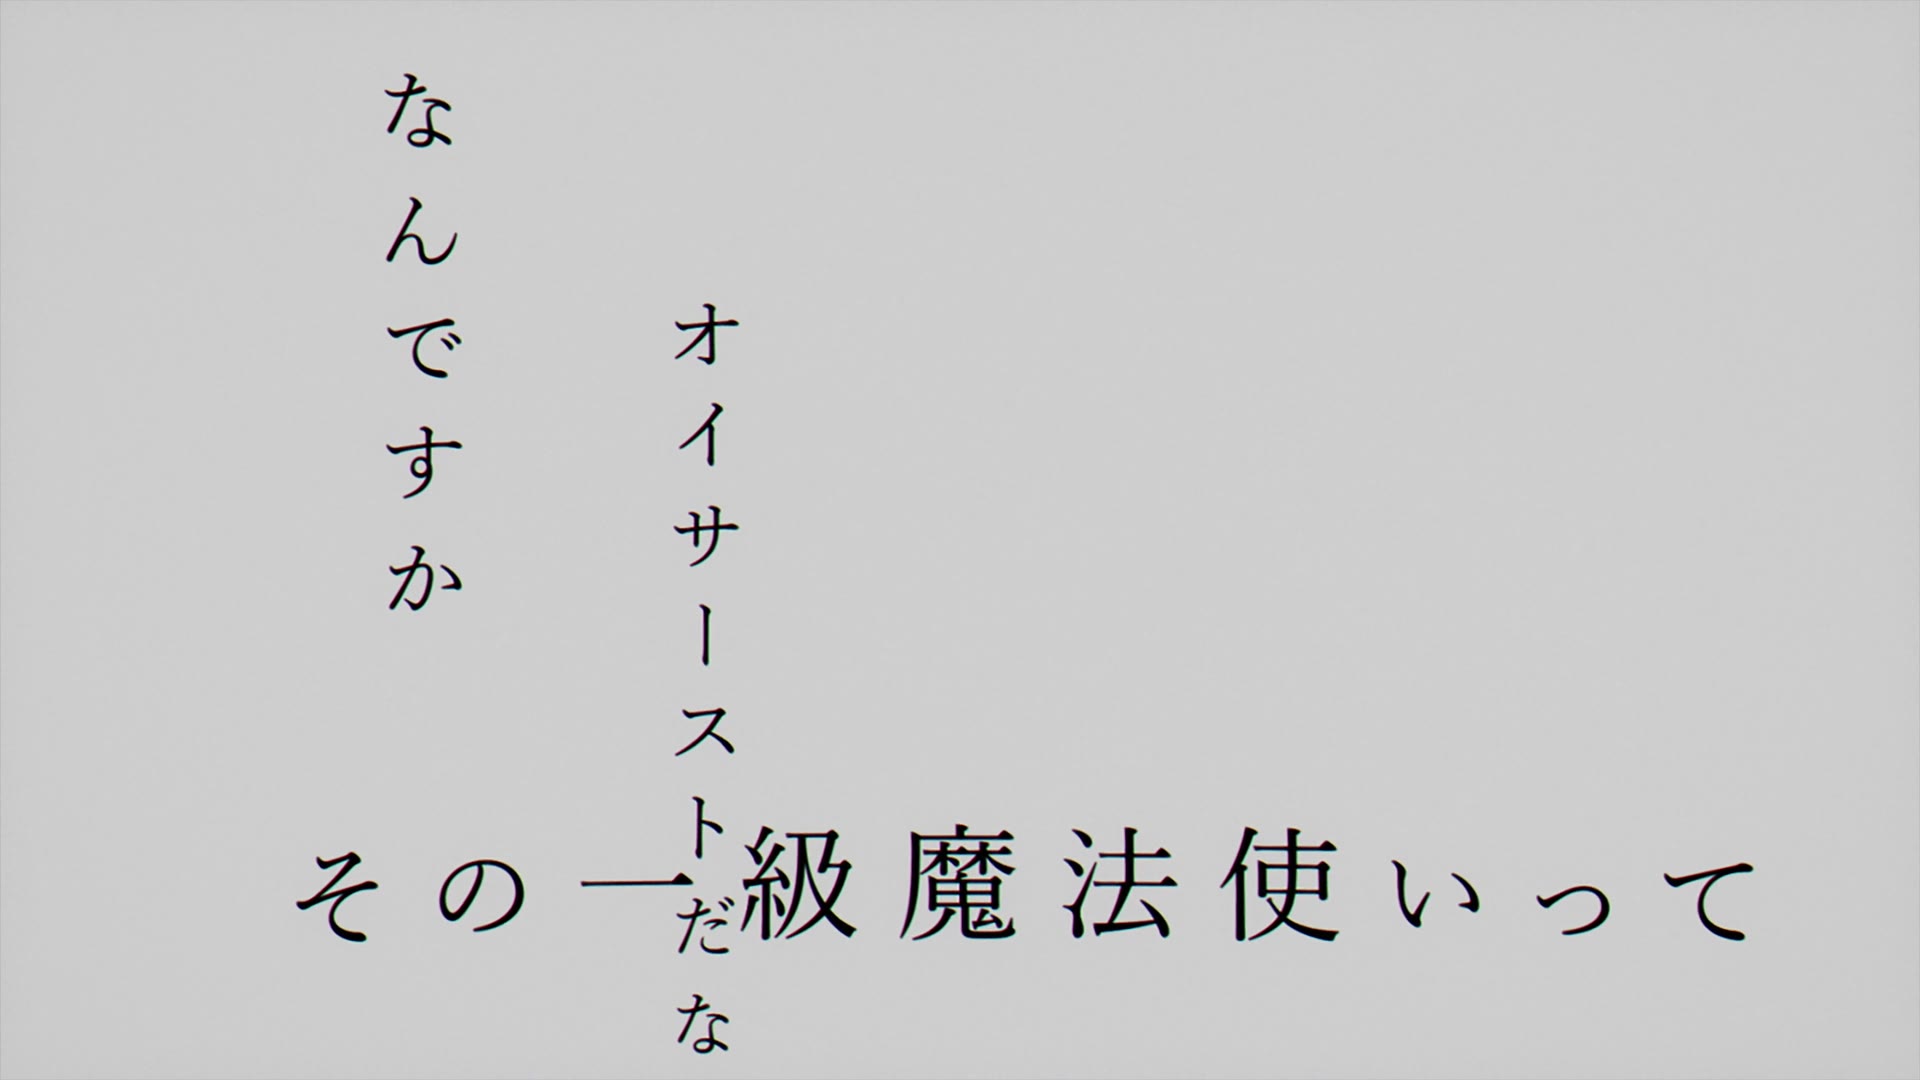 その一級魔法使いって
なんですか
オイサーストだな